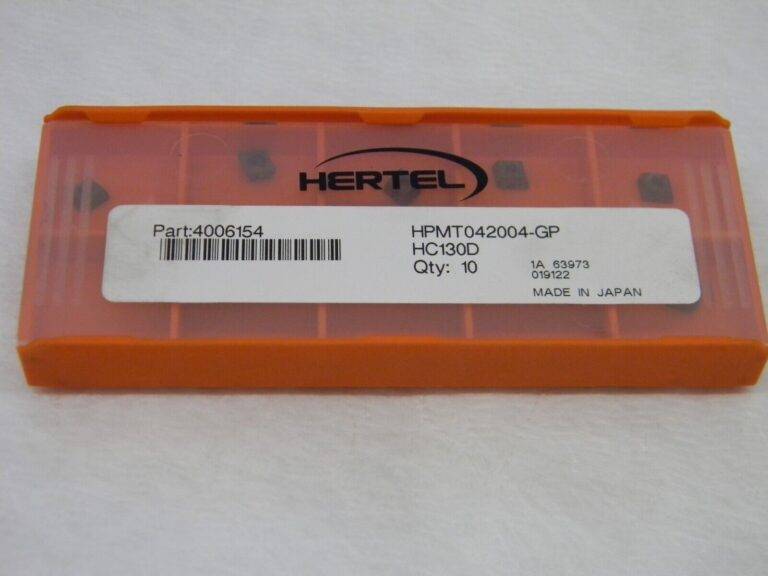 HERTEL
Part:4006154
HPMT042004-GP
HC130D
Qty: 10
1A 63973
019122
MADE IN JAPAN